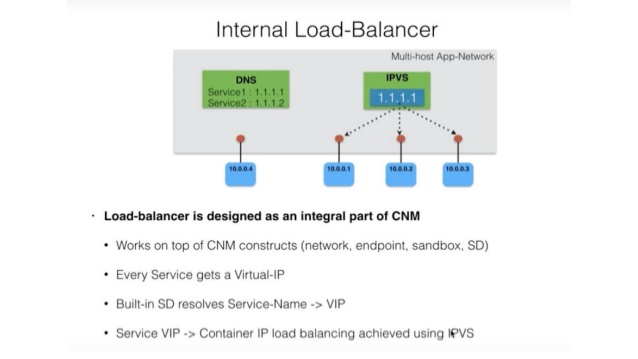 Internal Load-Balancer
Multi-host App-Network
DNS
Service1 : 1.1.1.1
Service2 : 1.1.1.2
IPVS
1.1.1.1
10.0.0.4
10.0.0.1
10.0.0.2
10.0.0.3
· Load-balancer is designed as an integral part of CNM
• Works on top of CNM constructs (network, endpoint, sandbox, SD)
• Every Service gets a Virtual-IP
• Built-in SD resolves Service-Name -> VIP
• Service VIP -> Container IP load balancing achieved using IPVS